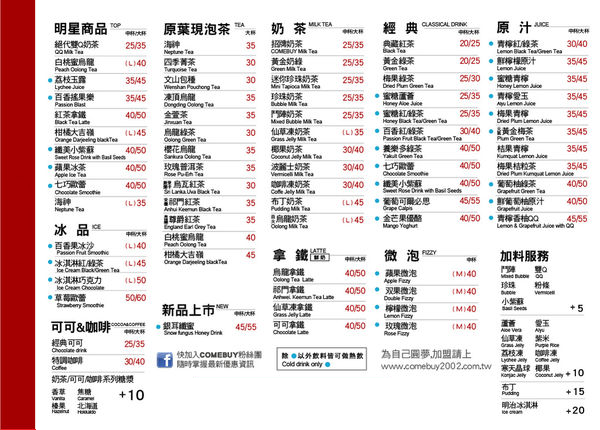 明星商品 TOP
中杯/大杯
絕代雙Q奶茶 25/35
QQ Milk Tea
白桃蜜烏龍 (L)40
Peach Oolong Tea
荔枝玉露 35/45
Lychee Juice
百香搖果樂 35/45
Passion Blast
紅茶拿鐵 40/50
Black Tea Latte
柑橘大吉嶺 (L)45
Orange Darjeeling blackTea
纖美小紫蘇 40/50
Sweet Rose Drink with Basil Seeds
蘋果冰茶 40/50
Apple Ice Tea
七巧歐蕾 40/50
Chocolate Smoothie
海神 (L)35
Neptune Tea
冰品 ICE
中杯/大杯
百香果冰沙 (L)40
Passion Fruit Smoothie
冰淇淋紅/綠茶 (L)45
Ice Cream Black/Green Tea
冰淇淋巧克力 (L)50
Ice Cream Chocolate
草莓歐蕾 50/60
Strawberry Smoothie
可可&咖啡 COCOA&COFFEE
中杯/大杯
經典可可 25/35
Chocolate drink
特調咖啡 30/40
Coffee
奶茶/可可/咖啡系列糖漿
香草 焦糖 +10
Vanilla Caramel
榛果 北海道
Hazelnut Hokkaido
原葉現泡茶 TEA
大杯
海神 35
Neptune Tea
四季菁茶 30
Turquoise Tea
文山包種 30
Wenshan Pouchong Tea
凍頂烏龍 35
Dongding Oolong Tea
金萱茶 35
Jinxuan Tea
烏龍綠茶 30
Oolong Green Tea
櫻花烏龍 35
Sankura Oolong Tea
玫瑰普洱茶 35
Rose Pu-Erh Tea
烏瓦紅茶 30
Sri Lanka.Uva Black Tea
祁門紅茶 35
Anhui Keemun Black Tea
尊爵紅茶 35
England Earl Grey Tea
白桃蜜烏龍 40
Peach Oolong Tea
柑橘大吉嶺 45
Orange Darjeeling blackTea
新品上市 NEW
中杯/大杯
銀耳纖蜜 45/55
Snow fungus Honey Drink
快加入COMEBUY粉絲團
隨時掌握最新優惠資訊
奶茶 MILK TEA
中杯/大杯
招牌奶茶 25/35
COMEBUY Milk Tea
黃金奶綠 25/35
Green Milk Tea
迷你珍珠奶茶 25/35
Mini Tapioca Milk Tea
珍珠奶茶 25/35
Bubble Milk Tea
鬥陣奶茶 25/35
Mixed Bubble Milk Tea
仙草凍奶茶 (L)35
Grass Jelly Milk Tea
椰果奶茶 30/40
Coconut Jelly Milk Tea
波麗士奶茶 30/40
Vermicelli Milk Tea
咖啡凍奶茶 30/40
Coffe Jelly Milk Tea
布丁奶茶 (L)45
Pudding Milk Tea
烏龍奶茶 (L)45
Oolong Milk Tea
拿鐵 LATTE
鮮奶
中杯/大杯
烏龍拿鐵 40/50
Oolong Tea Latte
祁門拿鐵 40/50
Anhwei. Keemun Tea Latte
仙草凍拿鐵 40/50
Grass Jelly Latte
可可拿鐵 40/50
Chocolate Latte
除●以外飲料皆可做熱飲
Cold drink only ●
經典 CLASSICAL DRINK
中杯/大杯
典藏紅茶 20/25
Black Tea
黃金綠茶 20/25
Green Tea
梅果綠茶 25/30
Dried Plum Green Tea
蜜糖蘆薈 25/35
Honey Aloe Juice
蜜糖紅/綠茶 25/35
Honey Black Tea/Green Tea
百香紅/綠茶 30/40
Passion Fruit Black Tea/Green Tea
養樂多綠茶 40/50
Yakult Green Tea
七巧歐蕾 40/50
Chocolate Smoothie
纖美小紫蘇 40/50
Sweet Rose Drink with Basil Seeds
葡萄可爾必思 45/55
Grape Calpis
金芒果優酪 40/50
Mango Yoghurt
微泡 FIZZY
中杯
蘋果微泡 (M)40
Apple Fizzy
双果微泡 (M)40
Double Fizzy
檸檬微泡 (M)40
Lemon Fizzy
玫瑰微泡 (M)40
Rose Fizzy
為自己圓夢,加盟請上
www.comebuy2002.com.tw
原汁 JUICE
中杯/大杯
青檸紅/綠茶 30/40
Lemon Black Tea/Green Tea
鮮檸檬原汁 35/45
Lemon Juice
蜜糖青檸 35/45
Honey Lemon Juice
青檸愛玉 35/45
Aiyu Lemon Juice
梅果青檸 35/45
Dried Plum Lemon Juice
黃金梅茶 35/45
Plum Green Tea
桔果青檸 35/45
Kumquat Lemon Juice
梅果桔粒茶 35/45
Dried Plum/Kumquat Juice
葡萄柚綠茶 40/50
Grapefruit Green Tea
鮮葡萄柚原汁 40/50
Grapefruit Juice
青檸香柚QQ 45/55
Lemon & Grapefruit Juice with QQ
加料服務
鬥陣 雙Q
Mixed Bubble QQ
珍珠 粉條
Bubble Vermicelli
小紫蘇 +5
Basil Seeds
蘆薈 愛玉
Aloe Vera Aiyu
仙草凍 紫米
Grass Jelly Purple Rice
荔枝凍 咖啡凍
Lychee Jelly Coffee Jelly
寒天晶球 椰果 +10
Konjac Jelly Coconut Jelly
布丁 +15
Pudding
明治冰淇淋 +20
Ice cream